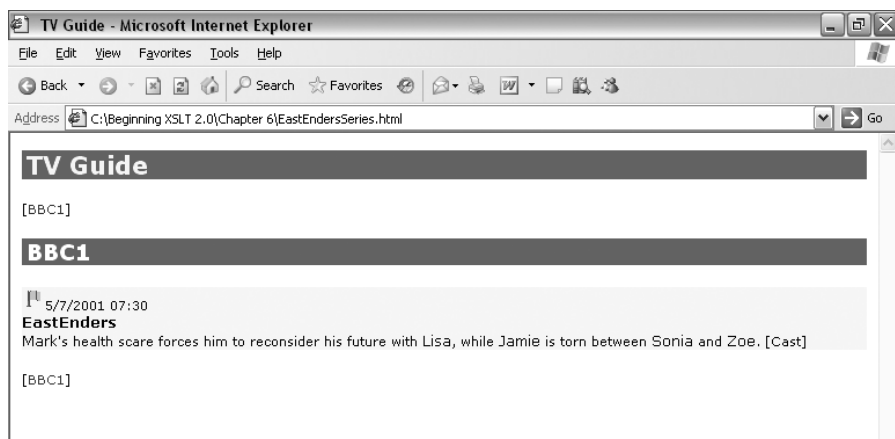 TV Guide - Microsoft Internet Explorer
File Edit View Favorites Tools Help
Back Search Favorites
Address C:\Beginning XSLT 2.0\Chapter 6\EastEndersSeries.html Go
TV Guide
[BBC1]
BBC1
5/7/2001 07:30
EastEnders
Mark's health scare forces him to reconsider his future with Lisa, while Jamie is torn between Sonia and Zoe. [Cast]
[BBC1]